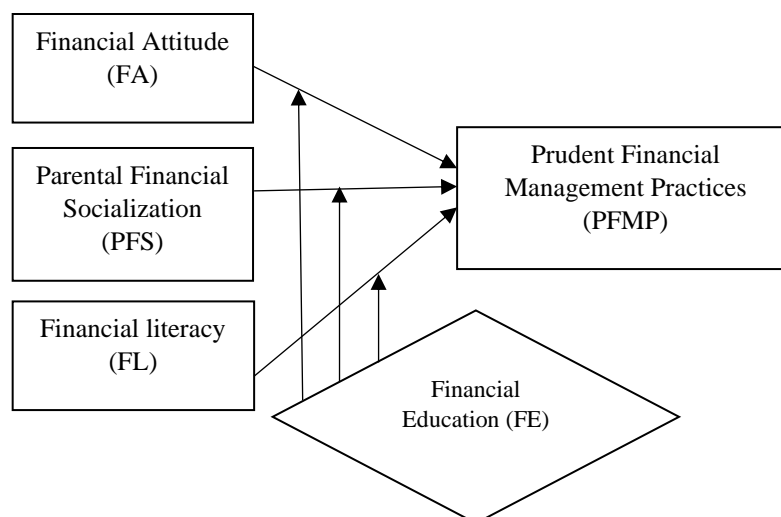 Financial Attitude
(FA)
Parental Financial
Socialization
(PFS)
Financial literacy
(FL)
Prudent Financial
Management Practices
(PFMP)
Financial
Education (FE)